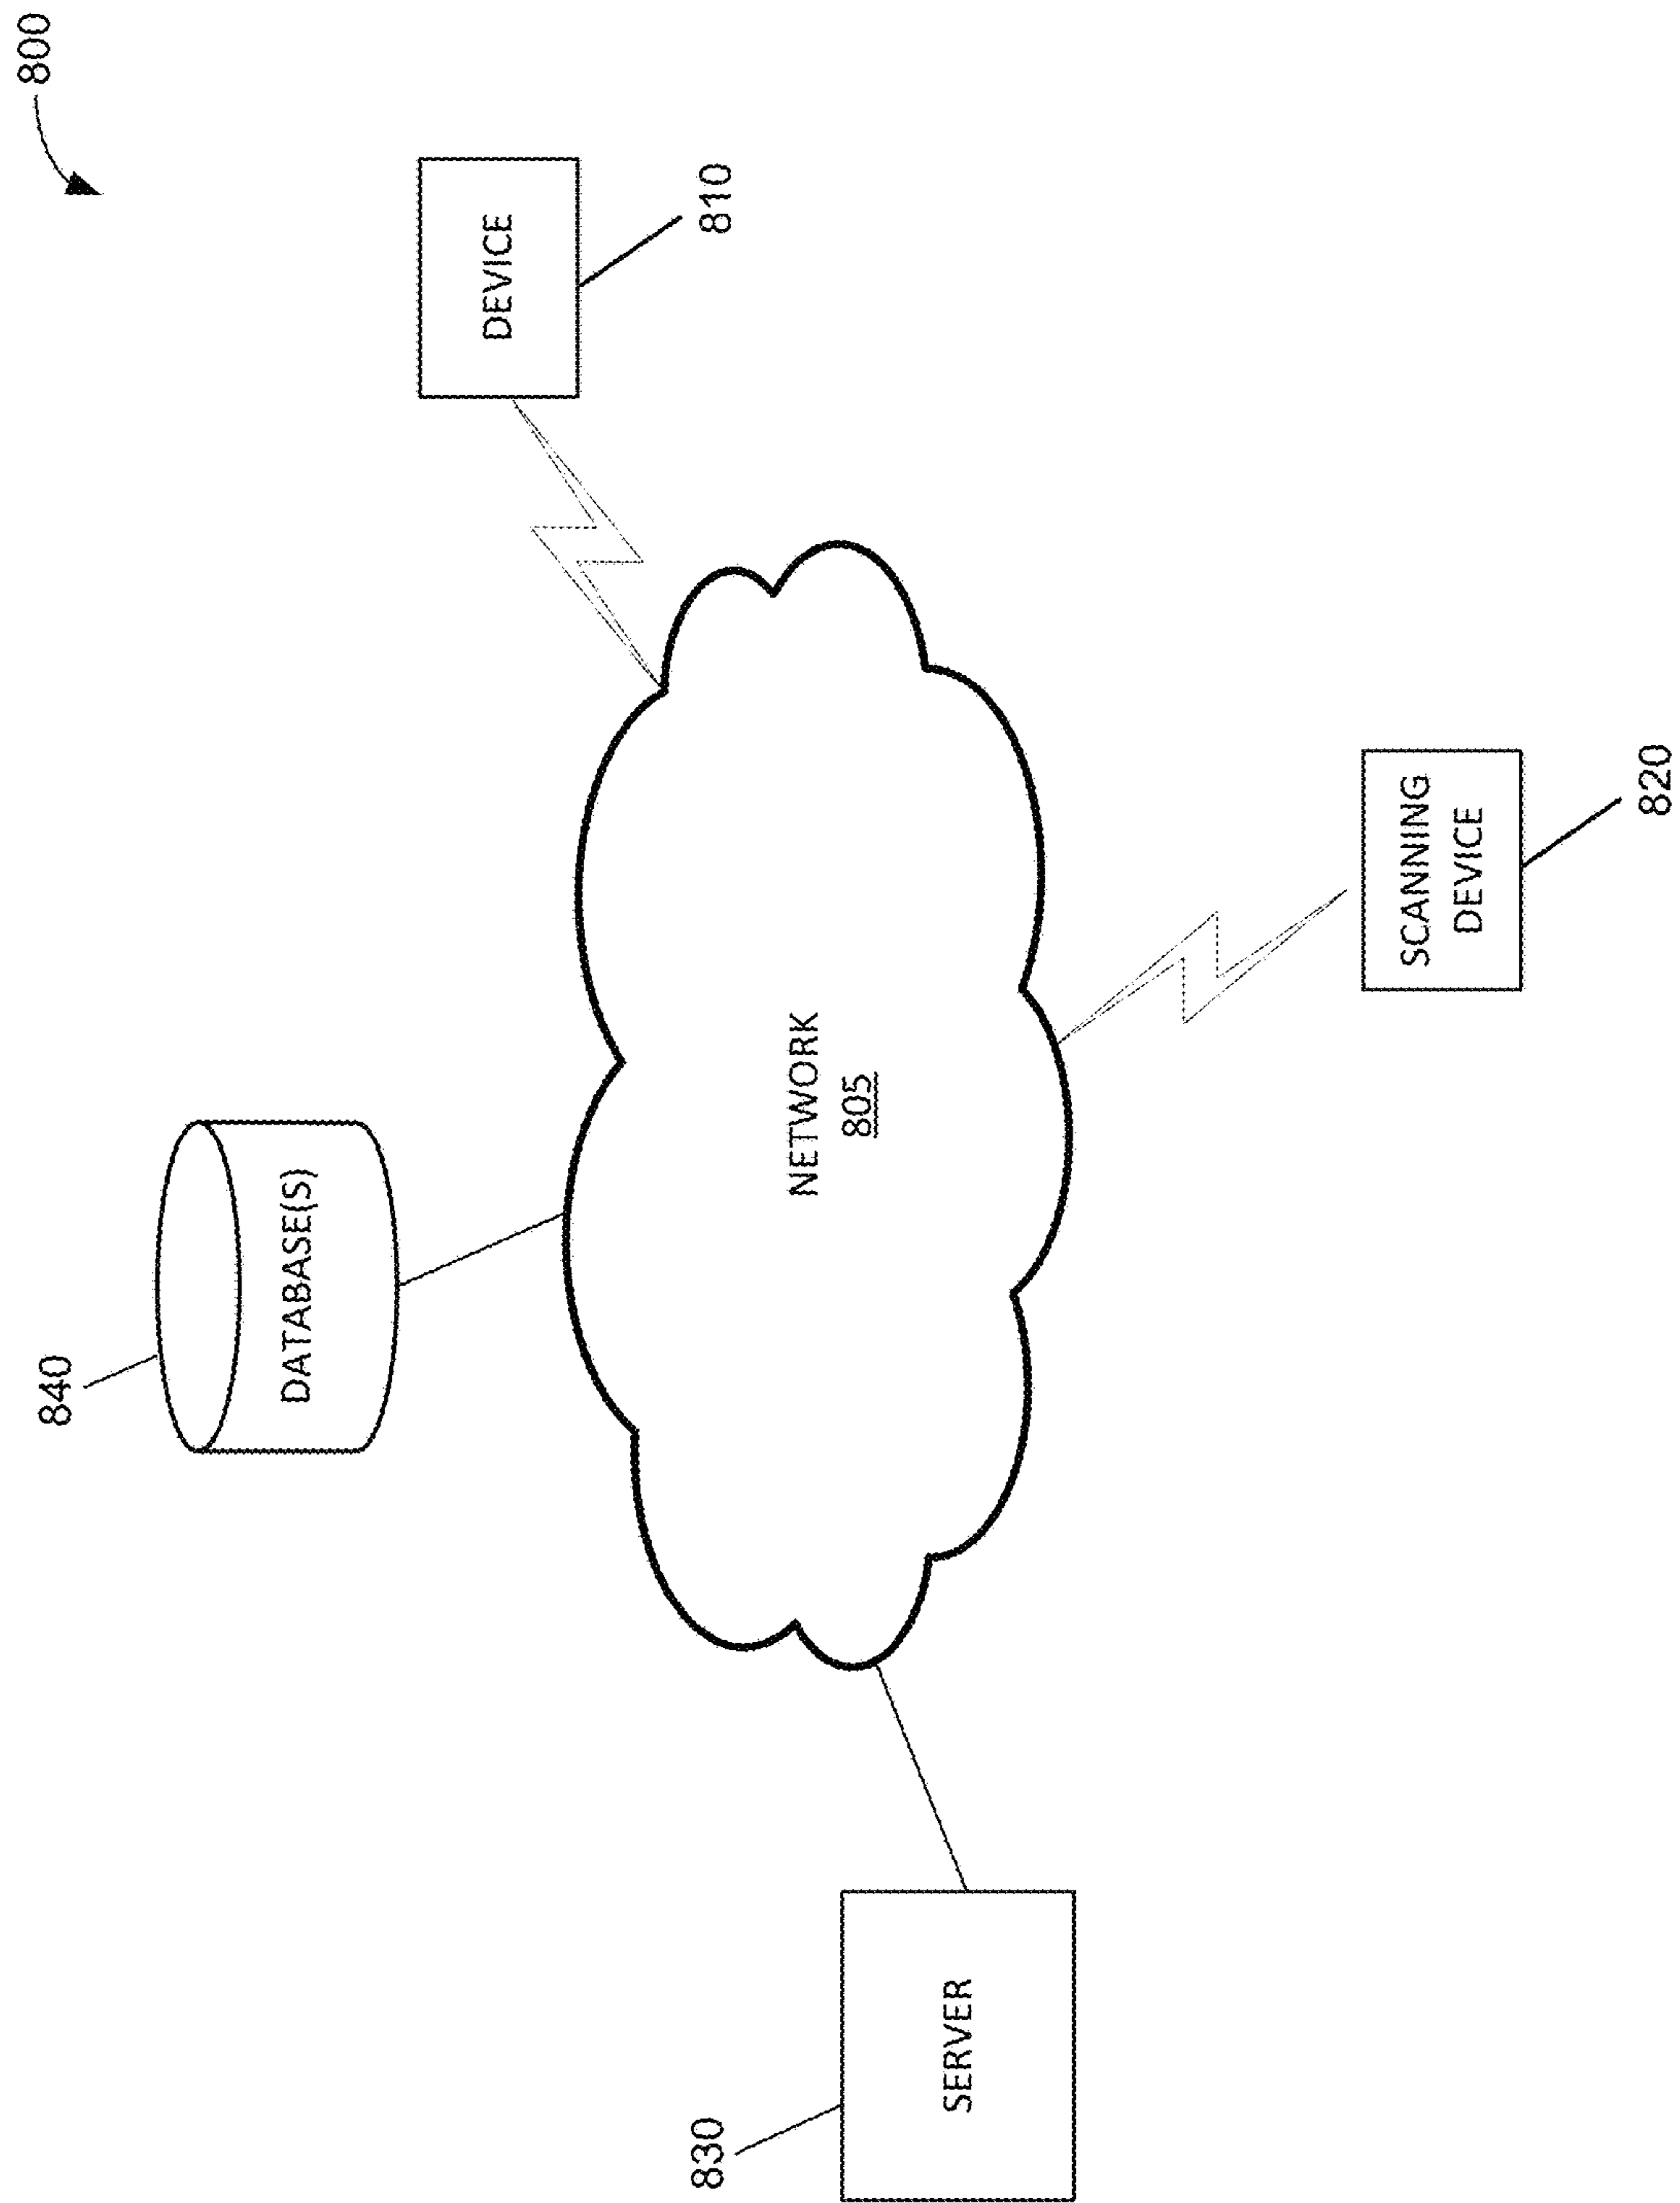 800
840
DATABASE(S)
DEVICE
810
830
SERVER
NETWORK
805
SCANNING
DEVICE
820